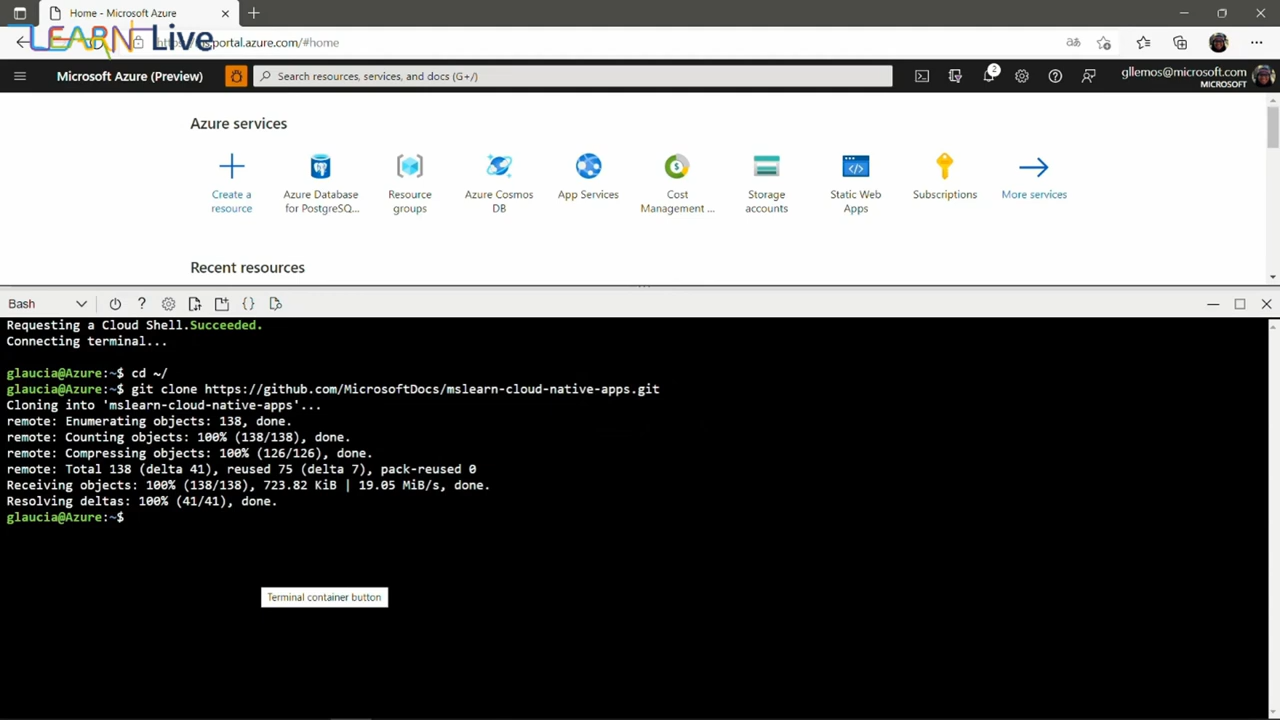 Home - Microsoft Azure
LEARN Live
portal.azure.com/#home
Microsoft Azure (Preview)
Search resources, services, and docs (G+/)
2
gllemos@microsoft.com
MICROSOFT
Azure services
Create a resource
Azure Database for PostgreSQ...
Resource groups
Azure Cosmos DB
App Services
Cost Management ...
Storage accounts
Static Web Apps
Subscriptions
More services
Recent resources
Bash
Requesting a Cloud Shell.Succeeded.
Connecting terminal...
glaucia@Azure:~$ cd ~/
glaucia@Azure:~$ git clone https://github.com/MicrosoftDocs/mslearn-cloud-native-apps.git
Cloning into 'mslearn-cloud-native-apps'...
remote: Enumerating objects: 138, done.
remote: Counting objects: 100% (138/138), done.
remote: Compressing objects: 100% (126/126), done.
remote: Total 138 (delta 41), reused 75 (delta 7), pack-reused 0
Receiving objects: 100% (138/138), 723.82 KiB | 19.05 MiB/s, done.
Resolving deltas: 100% (41/41), done.
glaucia@Azure:~$
Terminal container button